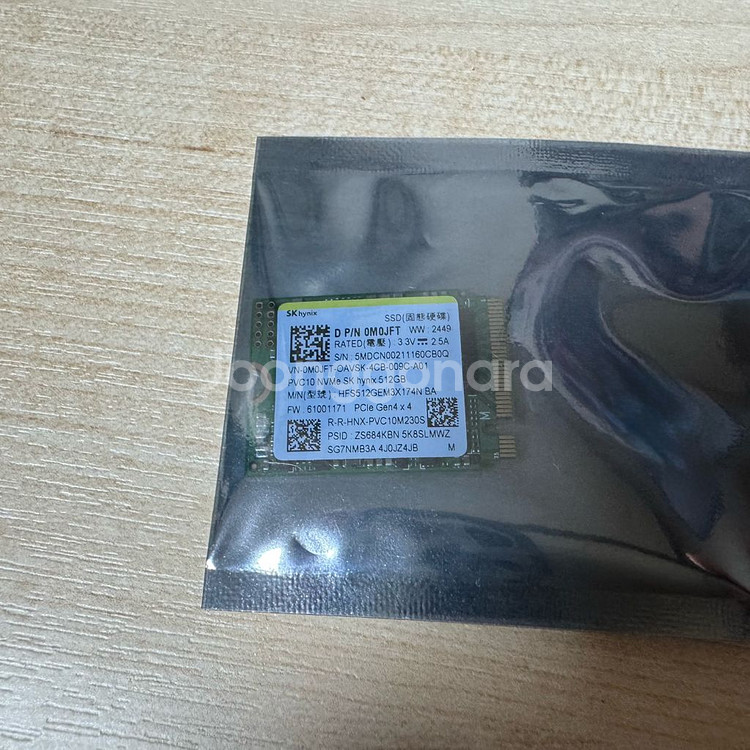 SK hynix
SSD(固態硬碟)
D P/N 0M0JFT WW : 2449
RATED(電壓) : 3.3V ⎓ 2.5A
S/N : 5MDCN00211160CB0Q
VN-0M0JFT-OAVSK-4CB-009C-A01
PVC10 NVMe SK hynix 512GB
M/N(型號) : HFS512GEM3X174N BA
FW : 61001171 PCIe Gen4 x 4
R-R-HNX-PVC10M230S
PSID : ZS684KBN 5K8SLMWZ
SG7NMB3A 4J0JZ4JB M
M
joonggonara